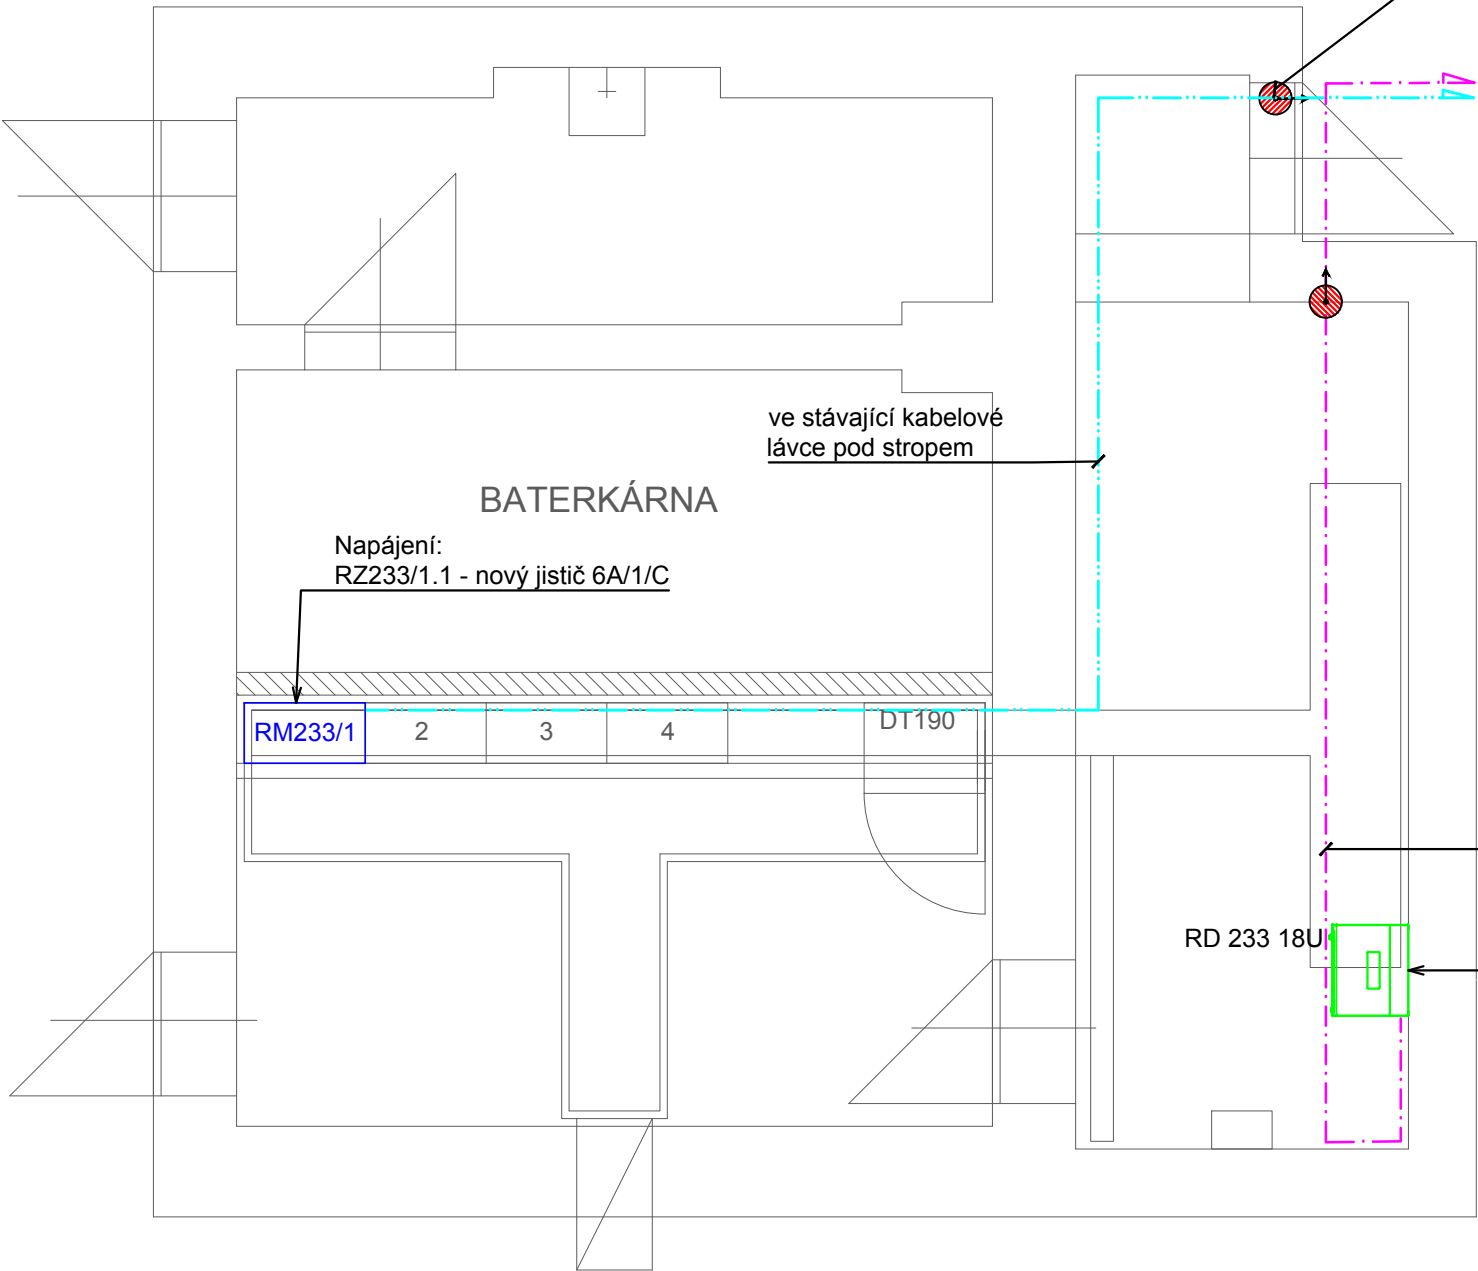 ve stávající kabelové
lávce pod stropem
BATERKÁRNA
Napájení:
RZ233/1.1 - nový jistič 6A/1/C
RM233/1
2
3
4
DT190
RD 233 18U